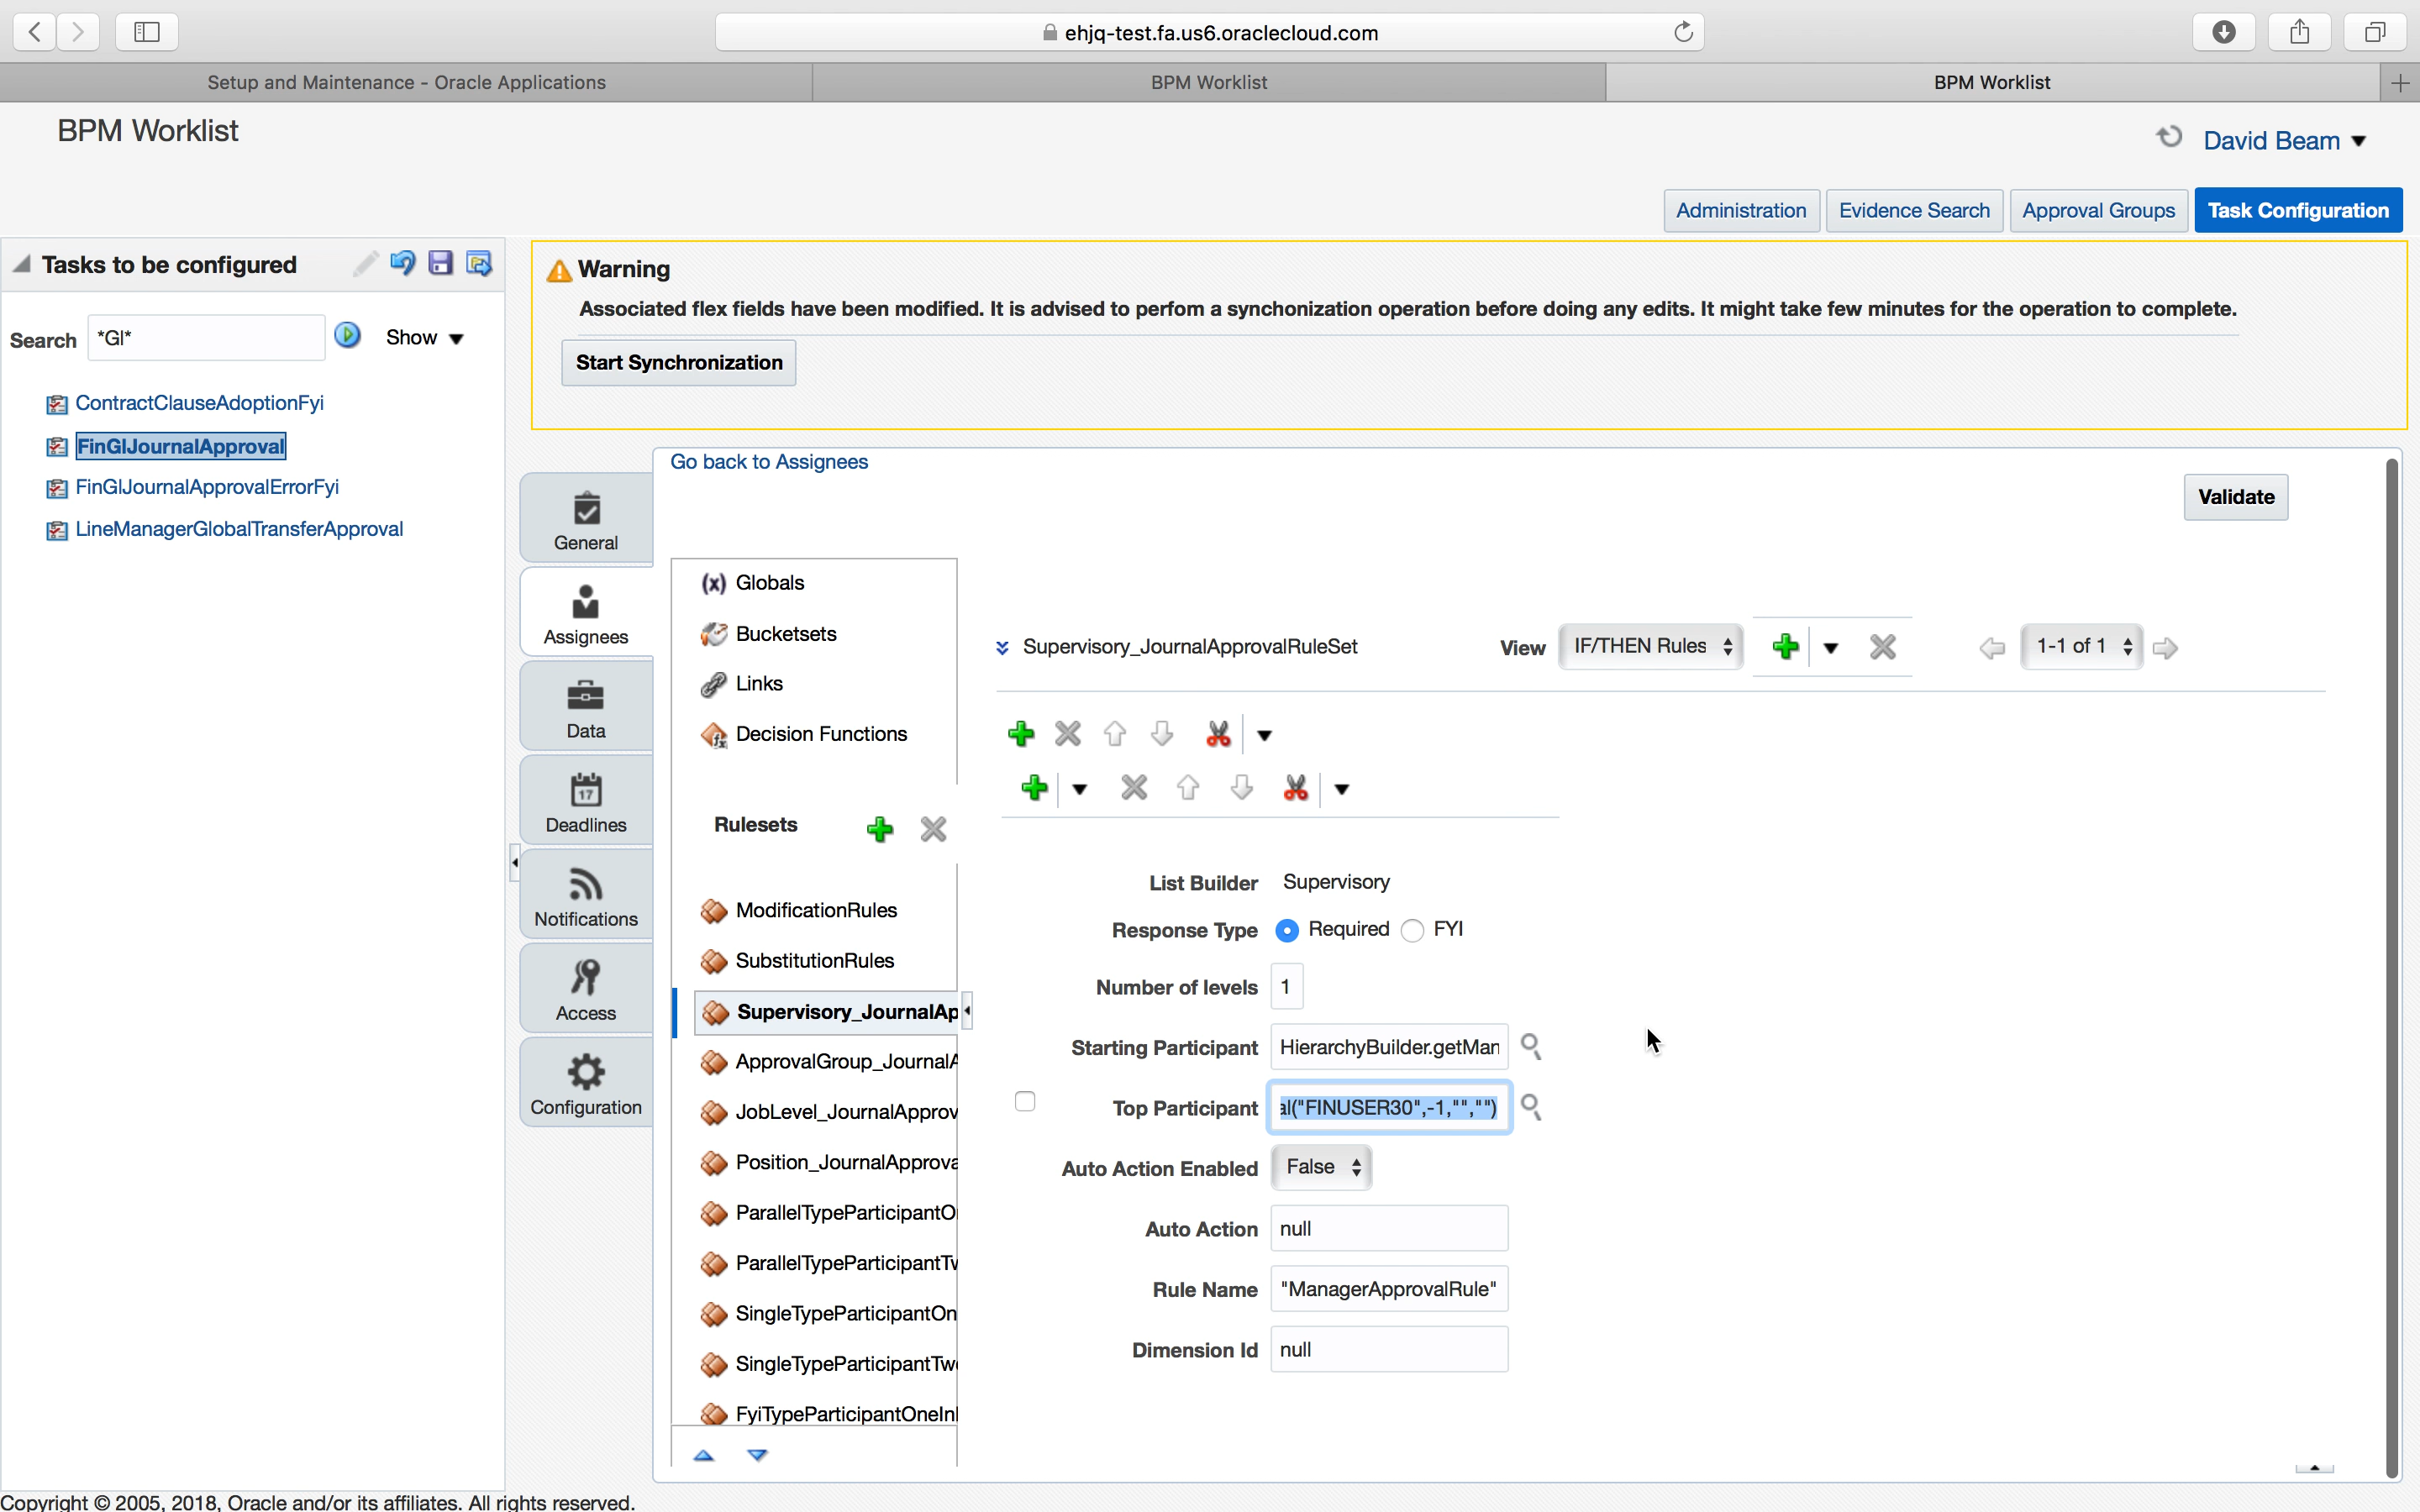 ehjq-test.fa.us6.oraclecloud.com
Setup and Maintenance - Oracle Applications
BPM Worklist
BPM Worklist
BPM Worklist
David Beam
Administration
Evidence Search
Approval Groups
Task Configuration
Tasks to be configured
Search
*Gl*
Show
ContractClauseAdoptionFyi
FinGlJournalApproval
FinGlJournalApprovalErrorFyi
LineManagerGlobalTransferApproval
Warning
Associated flex fields have been modified. It is advised to perfom a synchonization operation before doing any edits. It might take few minutes for the operation to complete.
Start Synchronization
General
Assignees
Data
17
Deadlines
Notifications
Access
Configuration
Go back to Assignees
Validate
(x) Globals
Bucketsets
Links
fx
Decision Functions
Rulesets
ModificationRules
SubstitutionRules
Supervisory_JournalAp
ApprovalGroup_JournalA
JobLevel_JournalApprov
Position_JournalApprova
ParallelTypeParticipantO
ParallelTypeParticipantTw
SingleTypeParticipantOn
SingleTypeParticipantTw
FyiTypeParticipantOneIn
Supervisory_JournalApprovalRuleSet
View
IF/THEN Rules
1-1 of 1
List Builder Supervisory
Response Type Required FYI
Number of levels 1
Starting Participant HierarchyBuilder.getMan
Top Participant al("FINUSER30",-1,"","")
Auto Action Enabled False
Auto Action null
Rule Name "ManagerApprovalRule"
Dimension Id null
Copyright © 2005, 2018, Oracle and/or its affiliates. All rights reserved.